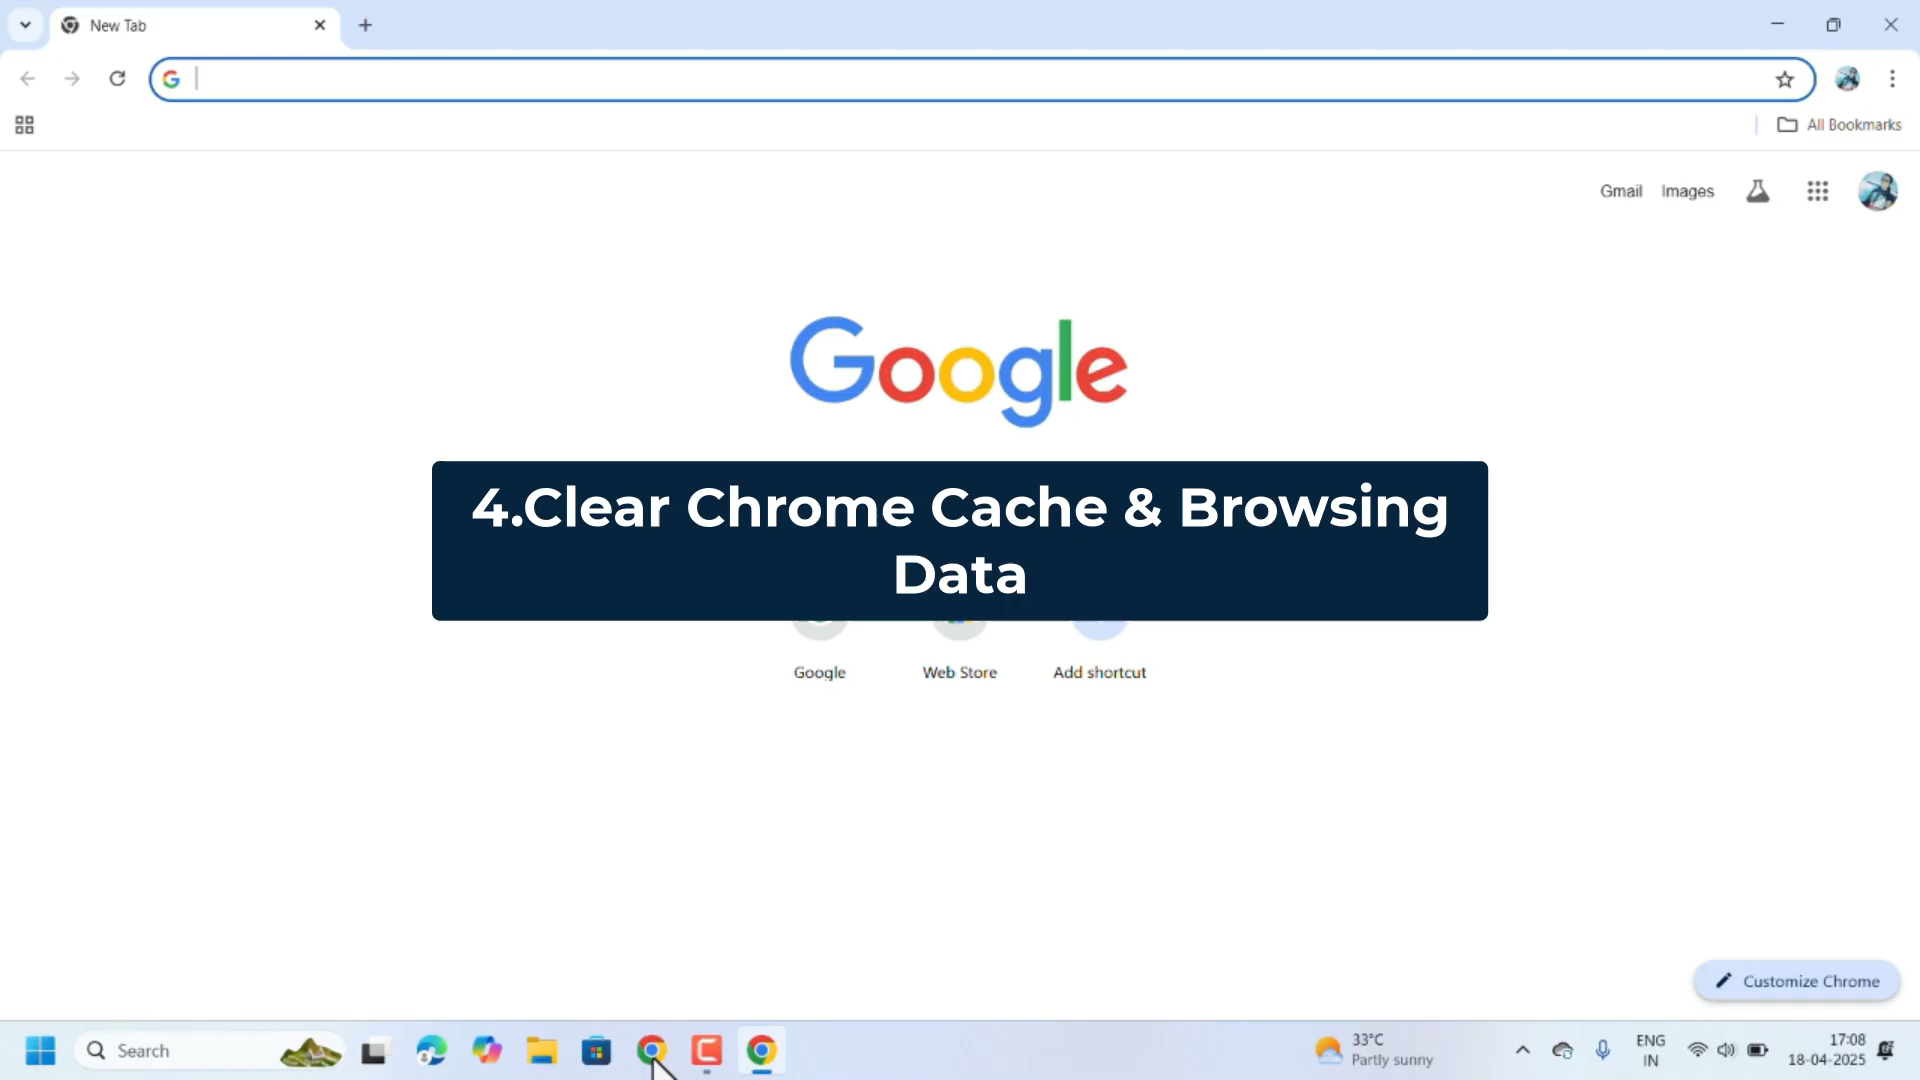 New Tab
All Bookmarks
Gmail Images
Google
4.Clear Chrome Cache & Browsing
Data
Google Web Store Add shortcut
Customize Chrome
Search
33°C
Partly sunny
ENG
IN
17:08
18-04-2025